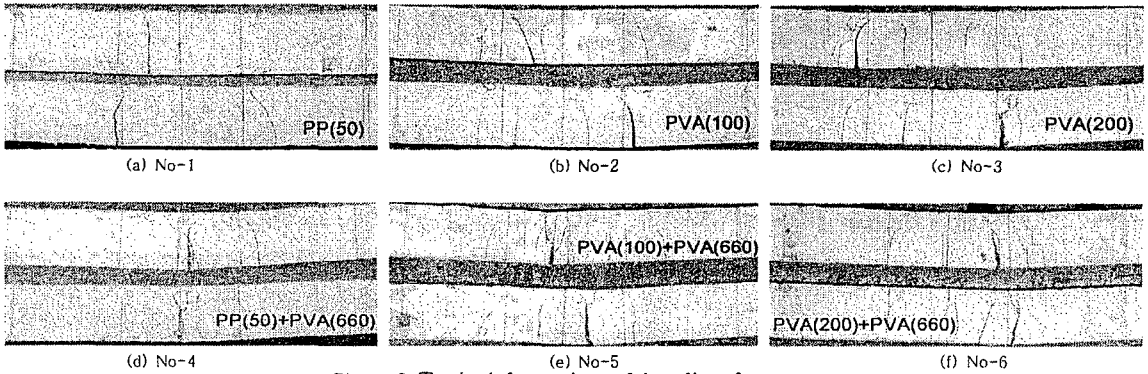 PP(50)
PVA(100)
PVA(200)
(a) No-1
(b) No-2
(c) No-3
PP(50)+PVA(660)
PVA(100)+PVA(660)
PVA(200)+PVA(660)
(d) No-4
(e) No-5
(f) No-6